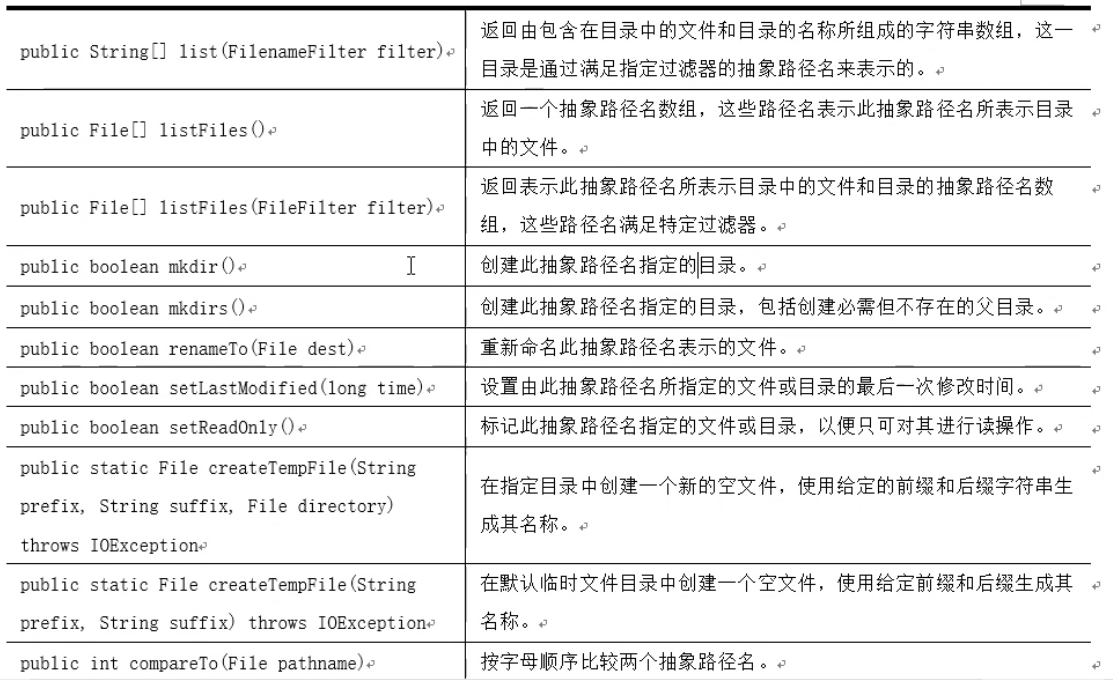 public String[] list(FilenameFilter filter)
返回由包含在目录中的文件和目录的名称所组成的字符串数组，这一
目录是通过满足指定过滤器的抽象路径名来表示的。
public File[] listFiles()
返回一个抽象路径名数组，这些路径名表示此抽象路径名所表示目录
中的文件。
public File[] listFiles(FileFilter filter)
返回表示此抽象路径名所表示目录中的文件和目录的抽象路径名数
组，这些路径名满足特定过滤器。
public boolean mkdir()
创建此抽象路径名指定的目录。
public boolean mkdirs()
创建此抽象路径名指定的目录，包括创建必需但不存在的父目录。
public boolean renameTo(File dest)
重新命名此抽象路径名表示的文件。
public boolean setLastModified(long time)
设置由此抽象路径名所指定的文件或目录的最后一次修改时间。
public boolean setReadOnly()
标记此抽象路径名指定的文件或目录，以便只可对其进行读操作。
public static File createTempFile(String
prefix, String suffix, File directory)
throws IOException
在指定目录中创建一个新的空文件，使用给定的前缀和后缀字符串生
成其名称。
public static File createTempFile(String
prefix, String suffix) throws IOException
在默认临时文件目录中创建一个空文件，使用给定前缀和后缀生成其
名称。
public int compareTo(File pathname)
按字母顺序比较两个抽象路径名。